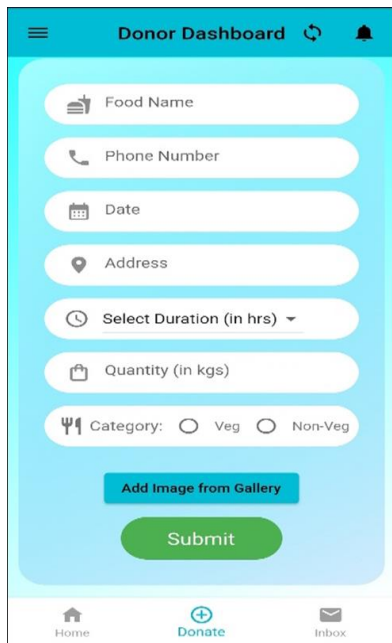 Donor Dashboard
Food Name
Phone Number
Date
Address
Select Duration (in hrs)
Quantity (in kgs)
Category: Veg Non-Veg
Add Image from Gallery
Submit
Home Donate Inbox